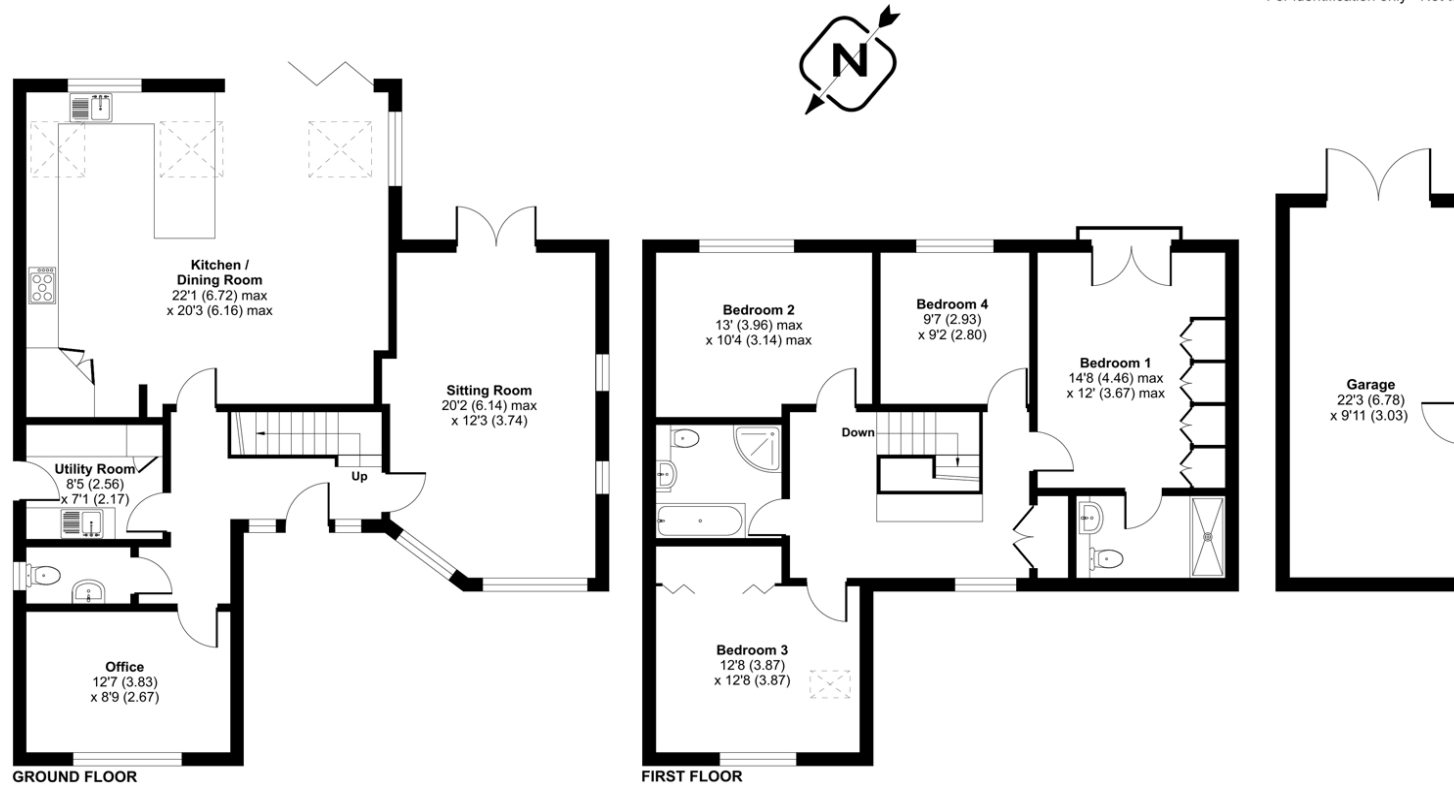 N
Kitchen /
Dining Room
22'1 (6.72) max
x 20'3 (6.16) max
Sitting Room
20'2 (6.14) max
x 12'3 (3.74)
Utility Room
8'5 (2.56)
x 7'1 (2.17)
Up
Office
12'7 (3.83)
x 8'9 (2.67)
GROUND FLOOR
Bedroom 2
13' (3.96) max
x 10'4 (3.14) max
Bedroom 4
9'7 (2.93)
x 9'2 (2.80)
Bedroom 1
14'8 (4.46) max
x 12' (3.67) max
Down
Bedroom 3
12'8 (3.87)
x 12'8 (3.87)
FIRST FLOOR
Garage
22'3 (6.78)
x 9'11 (3.03)